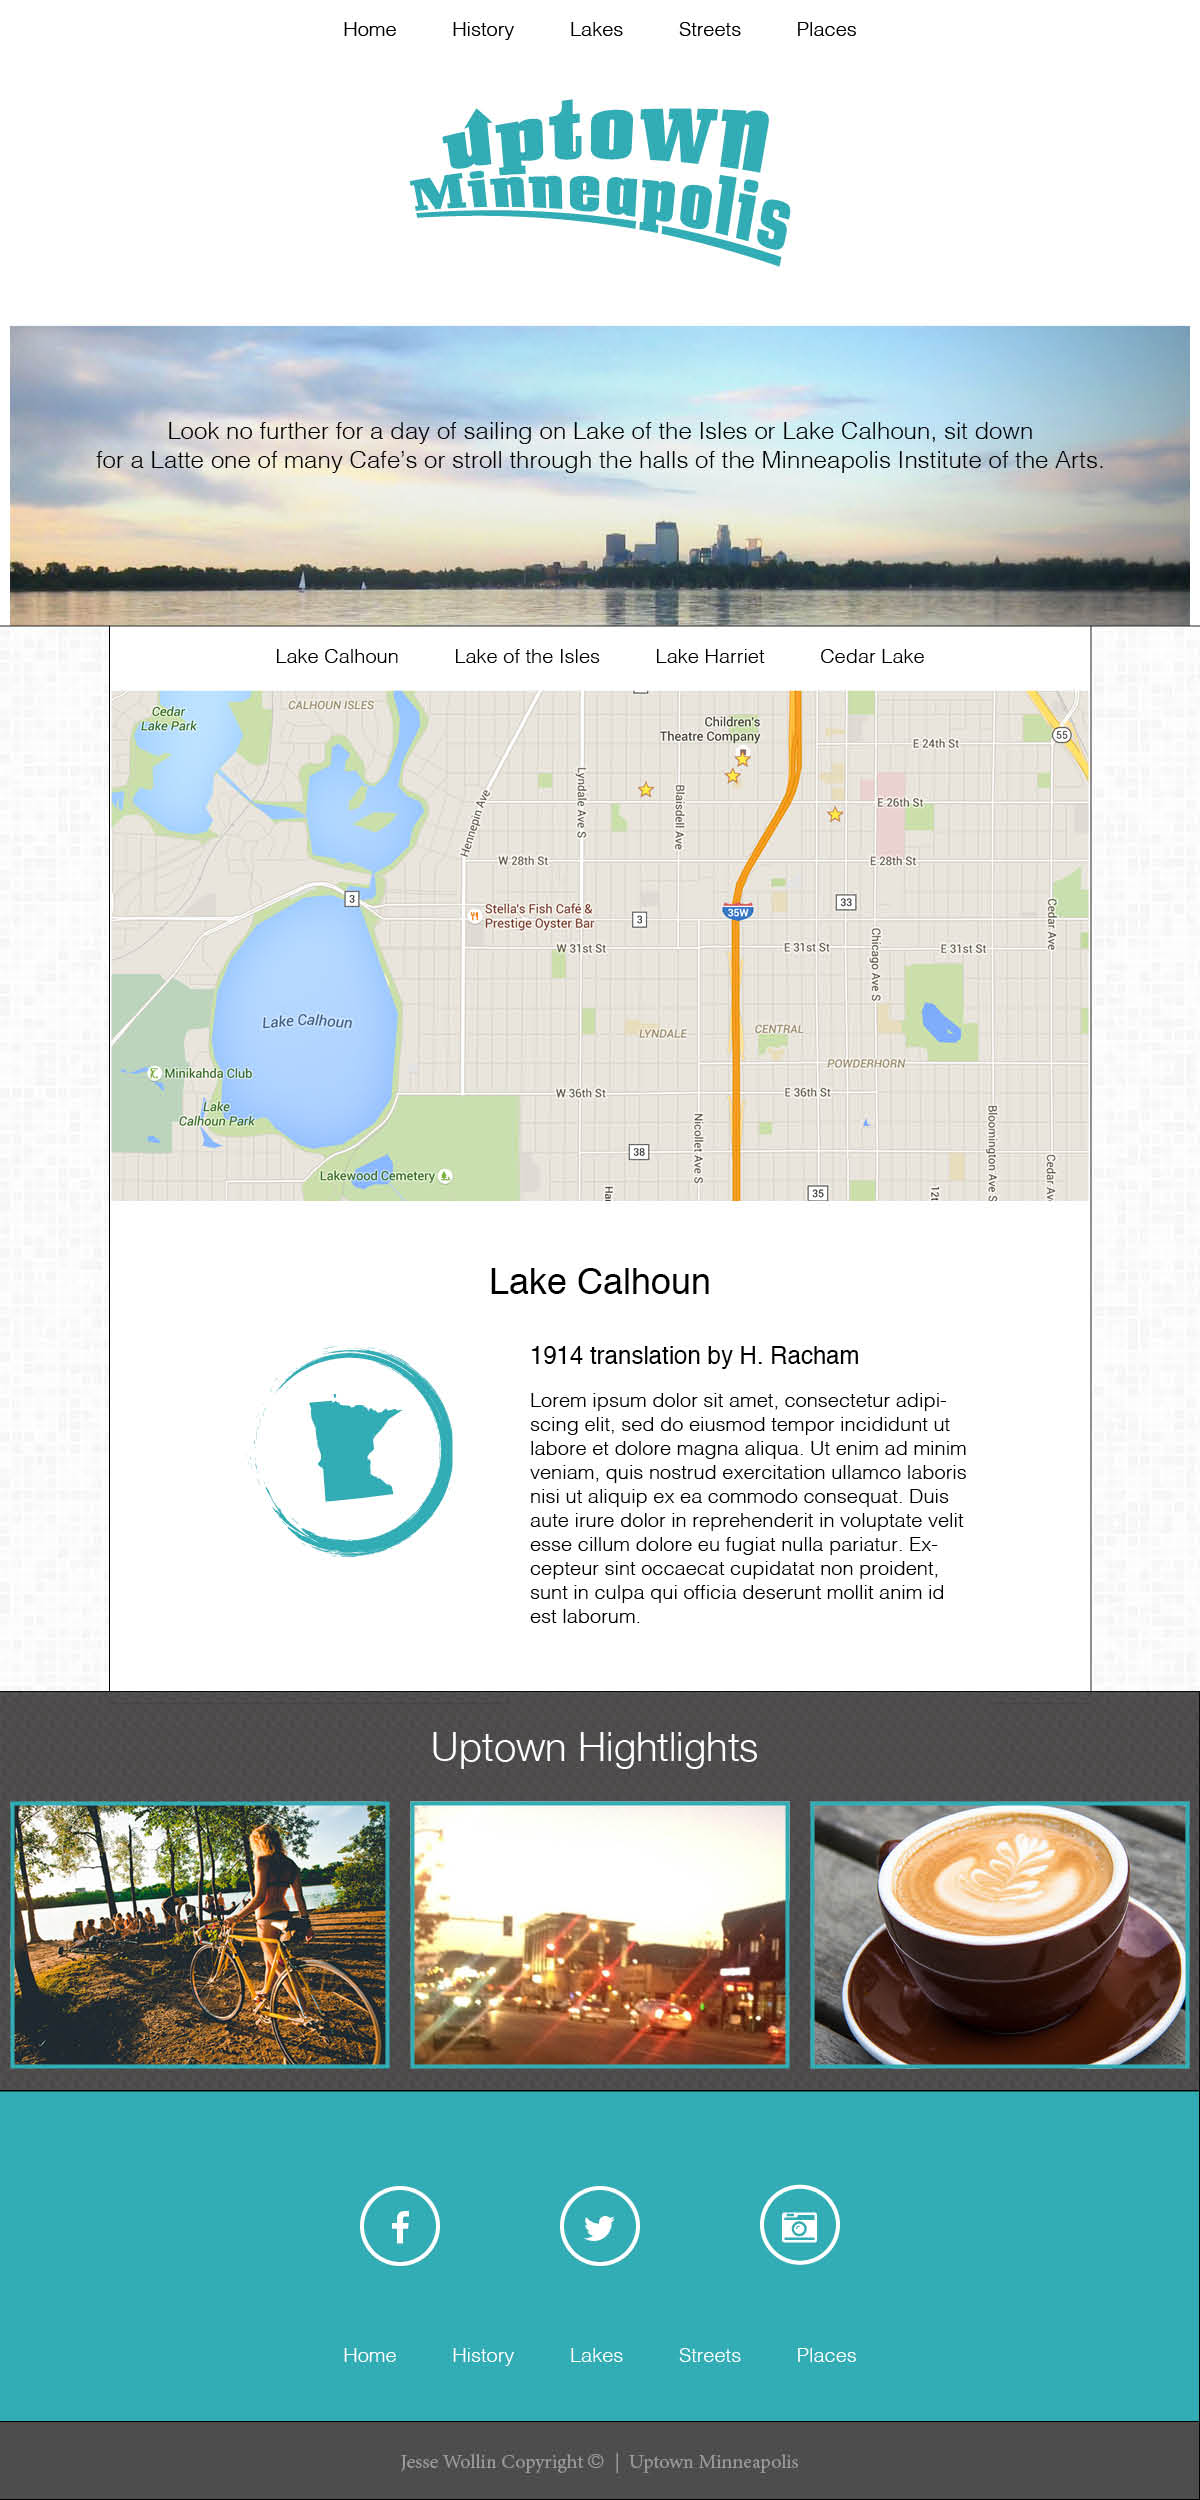 Home History Lakes Streets Places
Uptown
Minneapolis
Look no further for a day of sailing on Lake of the Isles or Lake Calhoun, sit down
for a Latte one of many Cafe's or stroll through the halls of the Minneapolis Institute of the Arts.
Lake Calhoun Lake of the Isles Lake Harriet Cedar Lake
Cedar
Lake Park
CALHOUN ISLES
Children's
Theatre Company
E 24th St
55
Hennepin Ave
Lyndale Ave S
Blaisdell Ave
E 26th St
W 28th St
E 28th St
3
Stella's Fish Café &
Prestige Oyster Bar
3
35W
33
Cedar Ave
W 31st St
E 31st St
Chicago Ave S
E 31st St
Lake Calhoun
LYNDALE
CENTRAL
POWDERHORN
Minikahda Club
W 36th St
E 36th St
Lake
Calhoun Park
Nicollet Ave S
Bloomington Ave S
38
Cedar Av
Lakewood Cemetery
Ha
35
12t
Lake Calhoun
1914 translation by H. Racham
Lorem ipsum dolor sit amet, consectetur adipi-
scing elit, sed do eiusmod tempor incididunt ut
labore et dolore magna aliqua. Ut enim ad minim
veniam, quis nostrud exercitation ullamco laboris
nisi ut aliquip ex ea commodo consequat. Duis
aute irure dolor in reprehenderit in voluptate velit
esse cillum dolore eu fugiat nulla pariatur. Ex-
cepteur sint occaecat cupidatat non proident,
sunt in culpa qui officia deserunt mollit anim id
est laborum.
Uptown Hightlights
Home History Lakes Streets Places
Jesse Wollin Copyright © | Uptown Minneapolis